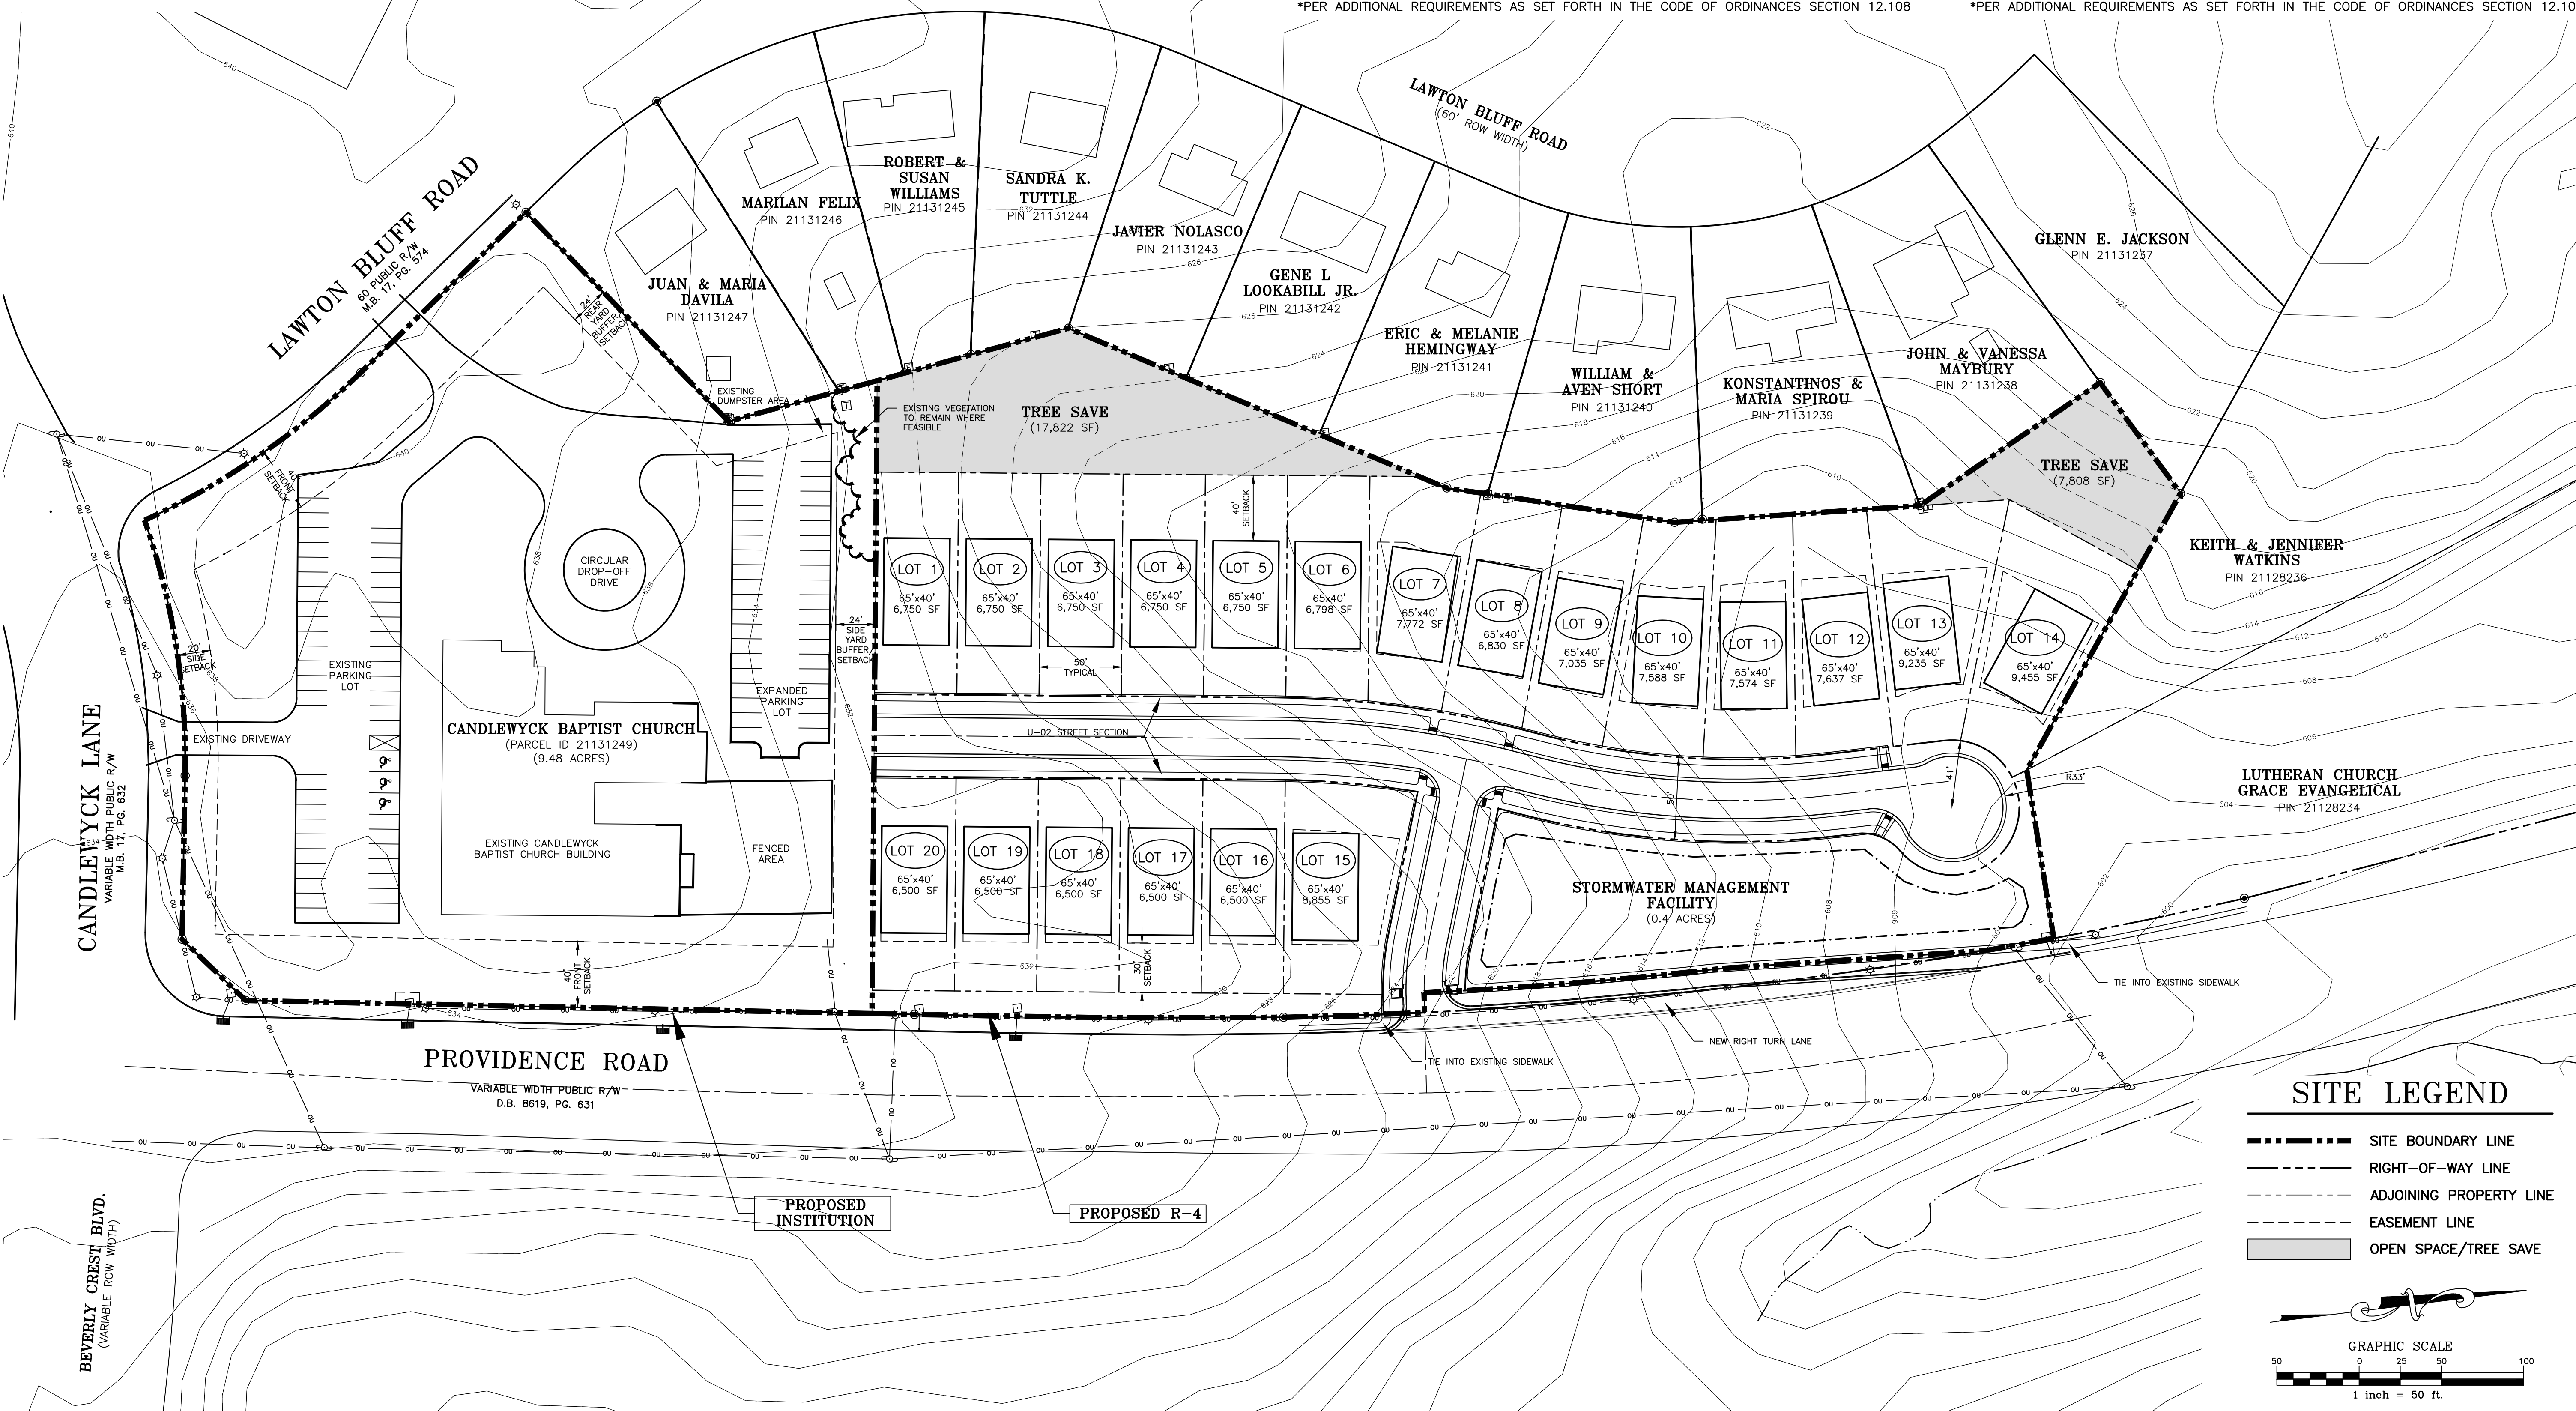 *PER ADDITIONAL REQUIREMENTS AS SET FORTH IN THE CODE OF ORDINANCES SECTION 12.108
*PER ADDITIONAL REQUIREMENTS AS SET FORTH IN THE CODE OF ORDINANCES SECTION 12.10
LAWTON BLUFF ROAD
(60' ROW WIDTH)
LAWTON BLUFF ROAD
60 PUBLIC R/W
M.B. 17, PG. 574
JUAN & MARIA
DAVILA
PIN 21131247
MARILAN FELIX
PIN 21131246
ROBERT &
SUSAN
WILLIAMS
PIN 21131245
SANDRA K.
TUTTLE
PIN 21131244
JAVIER NOLASCO
PIN 21131243
GENE L
LOOKABILL JR.
PIN 21131242
ERIC & MELANIE
HEMINGWAY
PIN 21131241
WILLIAM &
AVEN SHORT
PIN 21131240
KONSTANTINOS &
MARIA SPIROU
PIN 21131239
JOHN & VANESSA
MAYBURY
PIN 21131238
GLENN E. JACKSON
PIN 21131237
KEITH & JENNIFER
WATKINS
PIN 21128236
LUTHERAN CHURCH
GRACE EVANGELICAL
PIN 21128234
24'
REAR
YARD
BUFFER/
SETBACK
EXISTING
DUMPSTER AREA
EXISTING VEGETATION
TO REMAIN WHERE
FEASIBLE
TREE SAVE
(17,822 SF)
TREE SAVE
(7,808 SF)
40'
FRONT
SETBACK
20'
SIDE
SETBACK
CIRCULAR
DROP-OFF
DRIVE
EXISTING
PARKING
LOT
EXPANDED
PARKING
LOT
24'
SIDE
YARD
BUFFER/
SETBACK
40'
SETBACK
LOT 1
65'x40'
6,750 SF
LOT 2
65'x40'
6,750 SF
LOT 3
65'x40'
6,750 SF
LOT 4
65'x40'
6,750 SF
LOT 5
65'x40'
6,750 SF
LOT 6
65x40'
6,798 SF
LOT 7
65'x40'
7,772 SF
LOT 8
65'x40'
6,830 SF
LOT 9
65'x40'
7,035 SF
LOT 10
65'x40'
7,588 SF
LOT 11
65'x40'
7,574 SF
LOT 12
65'x40'
7,637 SF
LOT 13
65'x40'
9,235 SF
LOT 14
65'x40'
9,455 SF
50'
TYPICAL
U-02 STREET SECTION
50'
41'
R33'
CANDLEWYCK LANE
VARIABLE WIDTH PUBLIC R/W
M.B. 17, PG. 632
EXISTING DRIVEWAY
CANDLEWYCK BAPTIST CHURCH
(PARCEL ID 21131249)
(9.48 ACRES)
EXISTING CANDLEWYCK
BAPTIST CHURCH BUILDING
FENCED
AREA
LOT 20
65'x40'
6,500 SF
LOT 19
65'x40'
6,500 SF
LOT 18
65'x40'
6,500 SF
LOT 17
65'x40'
6,500 SF
LOT 16
65'x40'
6,500 SF
LOT 15
65'x40'
8,855 SF
STORMWATER MANAGEMENT
FACILITY
(0.4 ACRES)
40'
FRONT
SETBACK
30'
SETBACK
TIE INTO EXISTING SIDEWALK
NEW RIGHT TURN LANE
TIE INTO EXISTING SIDEWALK
PROVIDENCE ROAD
VARIABLE WIDTH PUBLIC R/W
D.B. 8619, PG. 631
PROPOSED
INSTITUTION
PROPOSED R-4
BEVERLY CREST BLVD.
(VARIABLE ROW WIDTH)
SITE LEGEND
SITE BOUNDARY LINE
RIGHT-OF-WAY LINE
ADJOINING PROPERTY LINE
EASEMENT LINE
OPEN SPACE/TREE SAVE
GRAPHIC SCALE
50 0 25 50 100
1 inch = 50 ft.